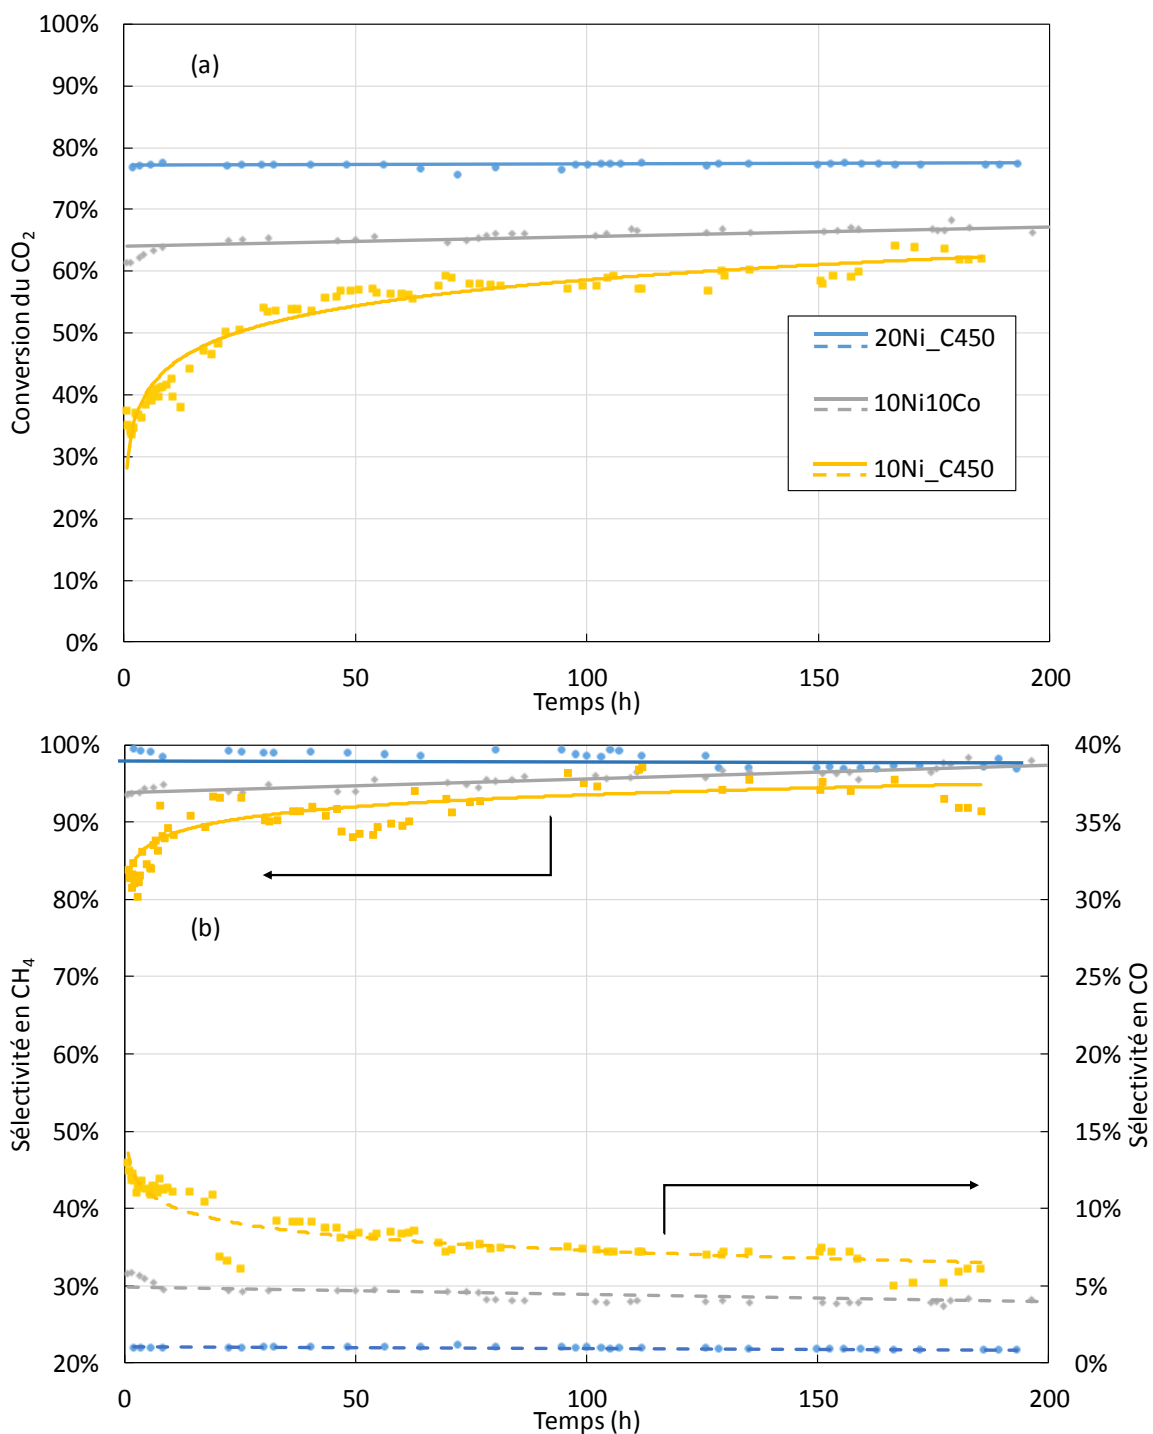 100%
(a)
90%
80%
70%
60%
50%
40%
30%
20%
10%
0%
Conversion du CO2
20Ni_C450
10Ni10Co
10Ni_C450
0 50 100 150 200
Temps (h)
100% 40%
90% 35%
80% 30%
(b)
70% 25%
60% 20%
50% 15%
40% 10%
30% 5%
20% 0%
Sélectivité en CH4
Sélectivité en CO
0 50 100 150 200
Temps (h)